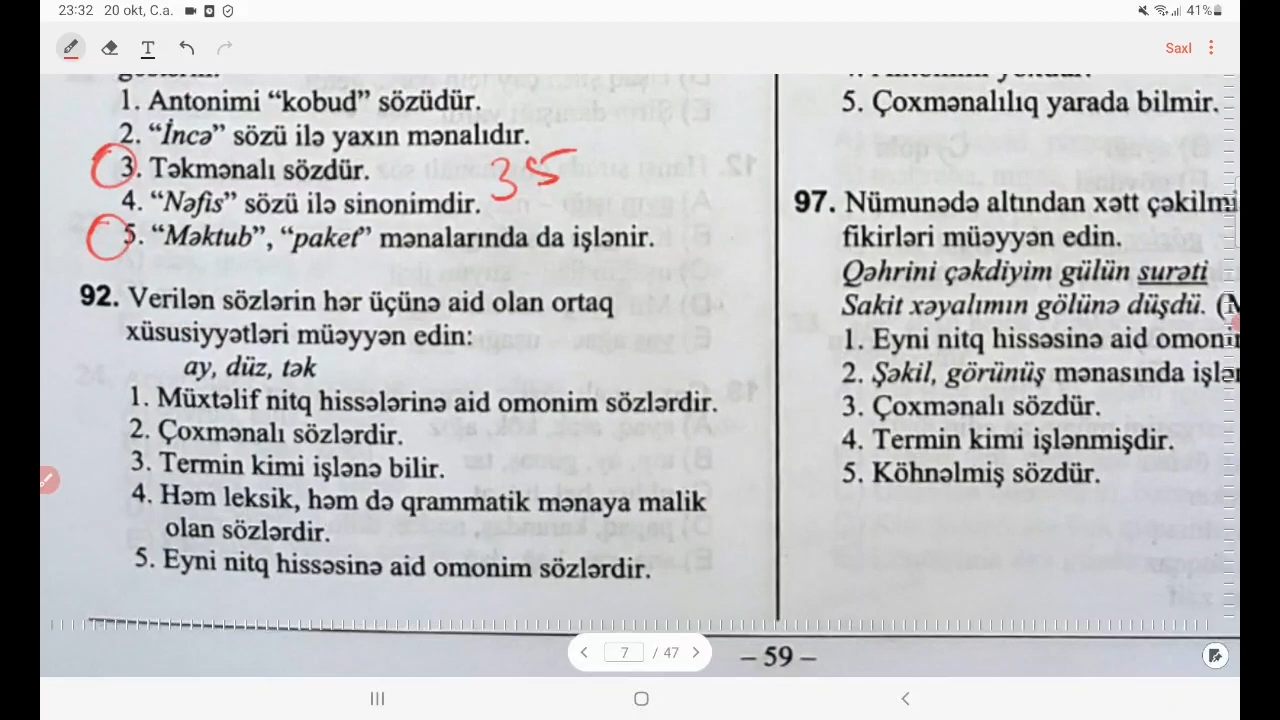 23:32 20 okt, C.a.
41%
T
Saxl
1. Antonimi “kobud” sözüdür.
2. “İncə” sözü ilə yaxın mənalıdır.
3. Təkmənalı sözdür.
35
4. “Nəfis” sözü ilə sinonimdir.
5. “Məktub”, “paket” mənalarında da işlənir.
92. Verilən sözlərin hər üçünə aid olan ortaq
xüsusiyyətləri müəyyən edin:
ay, düz, tək
1. Müxtəlif nitq hissələrinə aid omonim sözlərdir.
2. Çoxmənalı sözlərdir.
3. Termin kimi işlənə bilir.
4. Həm leksik, həm də qrammatik mənaya malik
olan sözlərdir.
5. Eyni nitq hissəsinə aid omonim sözlərdir.
5. Çoxmənalılıq yarada bilmir.
97. Nümunədə altından xətt çəkilmi
fikirləri müəyyən edin.
Qəhrini çəkdiyim gülün surəti
Sakit xəyalımın gölünə düşdü. (M
1. Eyni nitq hissəsinə aid omoni
2. Şəkil, görünüş mənasında işlə
3. Çoxmənalı sözdür.
4. Termin kimi işlənmişdir.
5. Köhnəlmiş sözdür.
7 / 47
– 59 –